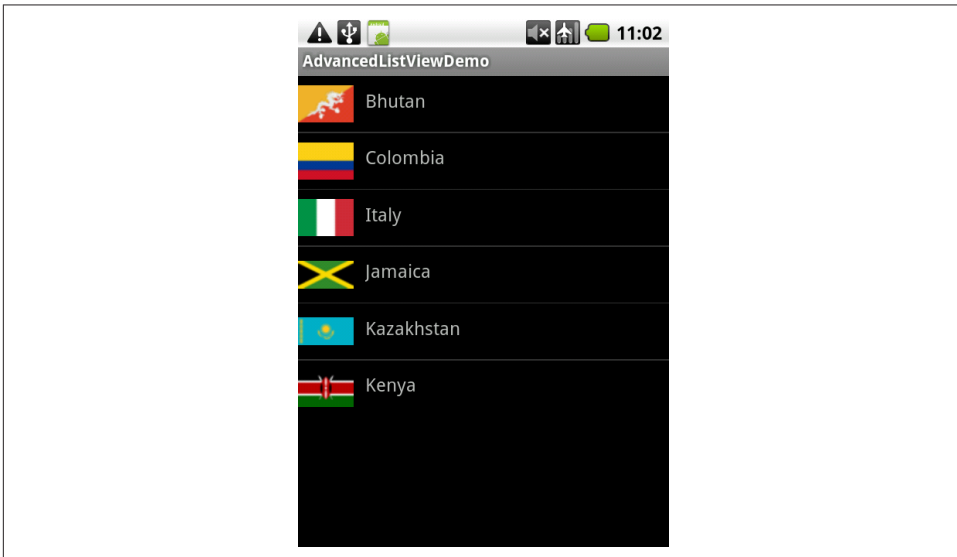 11:02
AdvancedListViewDemo
Bhutan
Colombia
Italy
Jamaica
Kazakhstan
Kenya